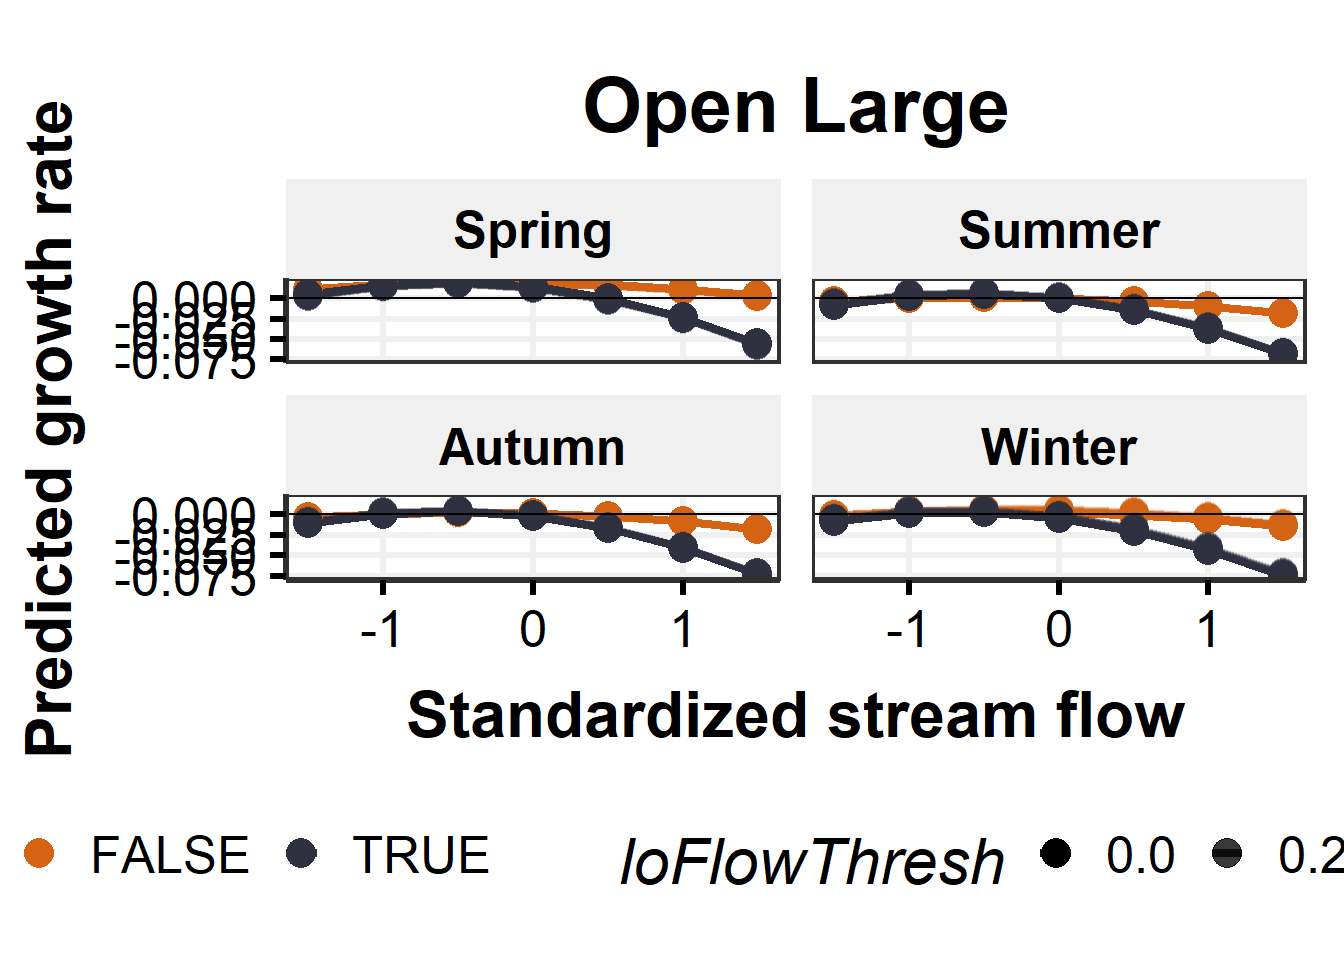 Open Large
Predicted growth rate
Spring
Summer
0.000
-0.025
-0.050
-0.075
Autumn
Winter
0.000
-0.025
-0.050
-0.075
-1 0 1
-1 0 1
Standardized stream flow
FALSE TRUE loFlowThresh 0.0 0.2